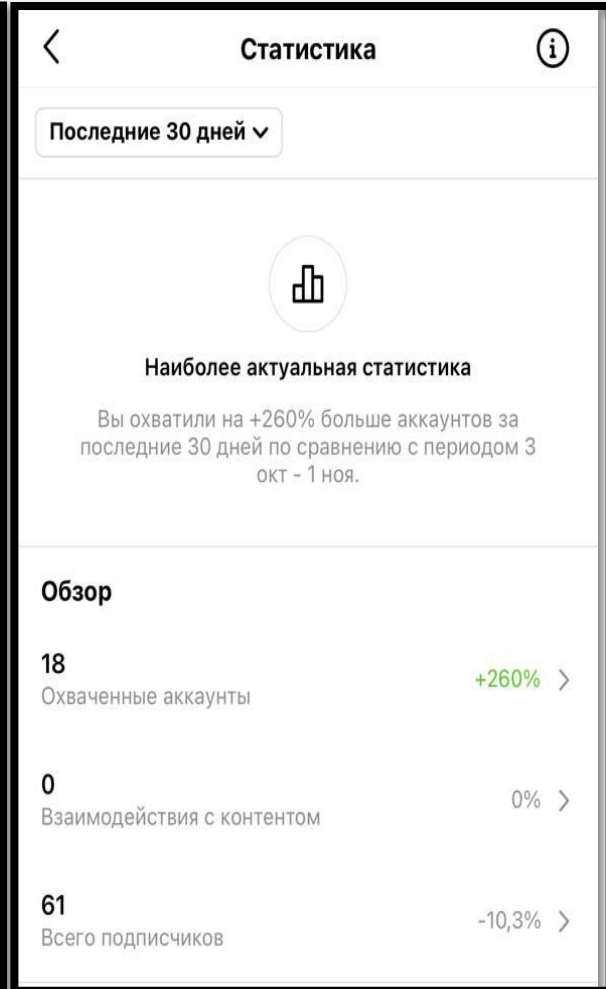 Статистика
Последние 30 дней
Наиболее актуальная статистика
Вы охватили на +260% больше аккаунтов за
последние 30 дней по сравнению с периодом 3
окт - 1 ноя.
Обзор
18
+260%
Охваченные аккаунты
0
0%
Взаимодействия с контентом
61
-10,3%
Всего подписчиков